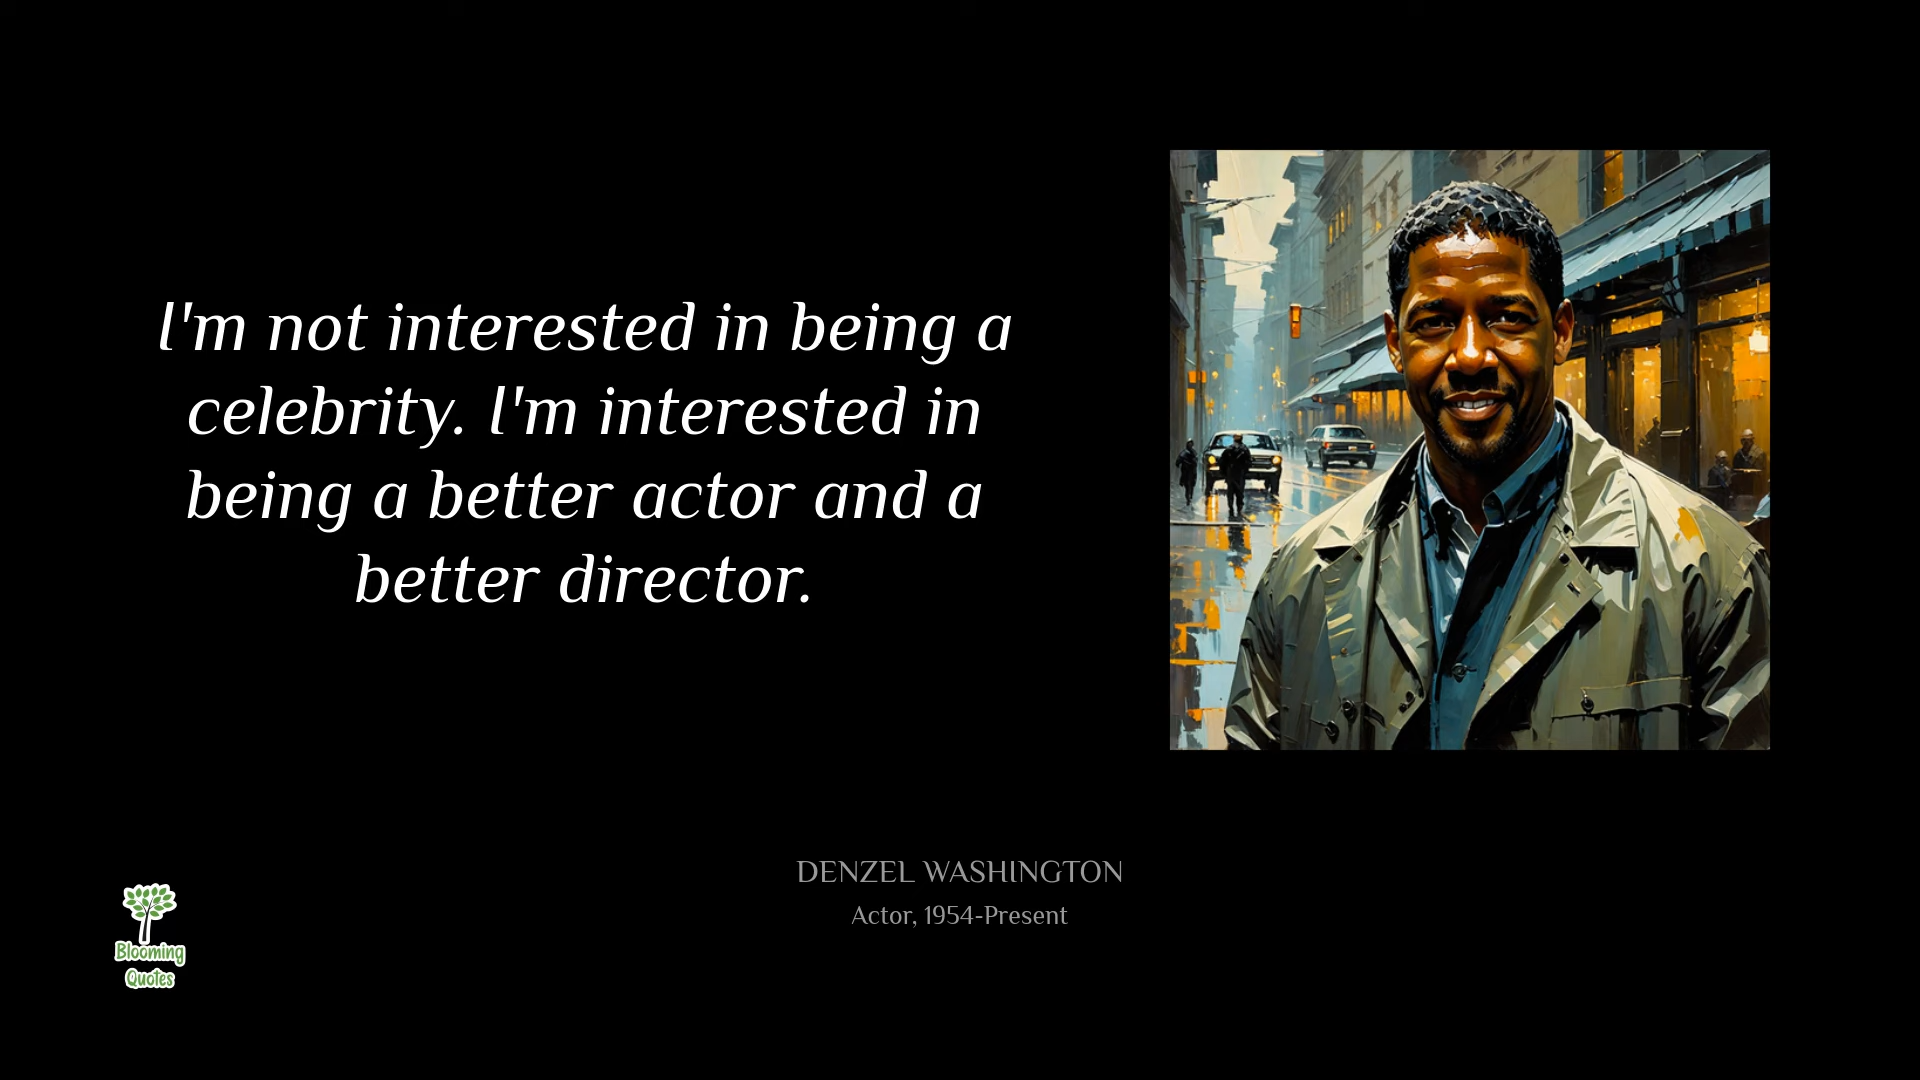 I'm not interested in being a
celebrity. I'm interested in
being a better actor and a
better director.
DENZEL WASHINGTON
Actor, 1954-Present
Blooming
Quotes